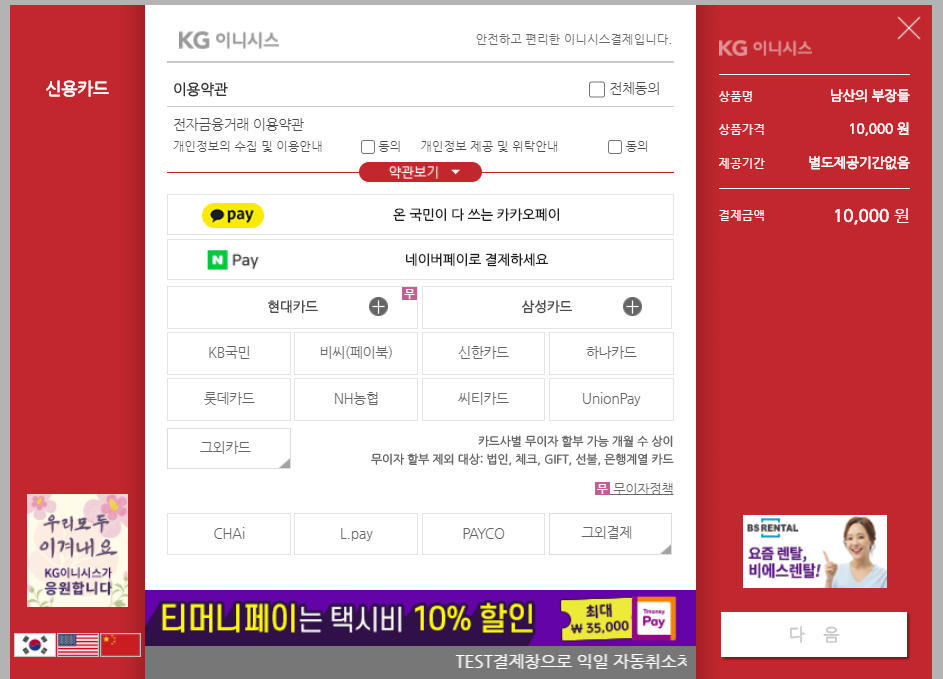 신용카드
우리모두
이겨내요
KG이니시스가
응원합니다
KG 이니시스
안전하고 편리한 이니시스결제입니다.
이용약관
전체동의
전자금융거래 이용약관
개인정보의 수집 및 이용안내 동의 개인정보 제공 및 위탁안내 동의
약관보기
pay 온 국민이 다 쓰는 카카오페이
N Pay 네이버페이로 결제하세요
현대카드 무 삼성카드
KB국민 비씨(페이북) 신한카드 하나카드
롯데카드 NH농협 씨티카드 UnionPay
그외카드
카드사별 무이자 할부 가능 개월 수 상이
무이자 할부 제외 대상: 법인, 체크, GIFT, 선불, 은행계열 카드
무 무이자정책
CHAi L.pay PAYCO 그외결제
티머니페이는 택시비 10% 할인
최대
₩ 35,000
Tmoney
Pay
TEST결제창으로 익일 자동취소처
KG 이니시스
상품명 남산의 부장들
상품가격 10,000 원
제공기간 별도제공기간없음
결제금액 10,000 원
BS RENTAL
요즘 렌탈,
비에스렌탈!
다 음